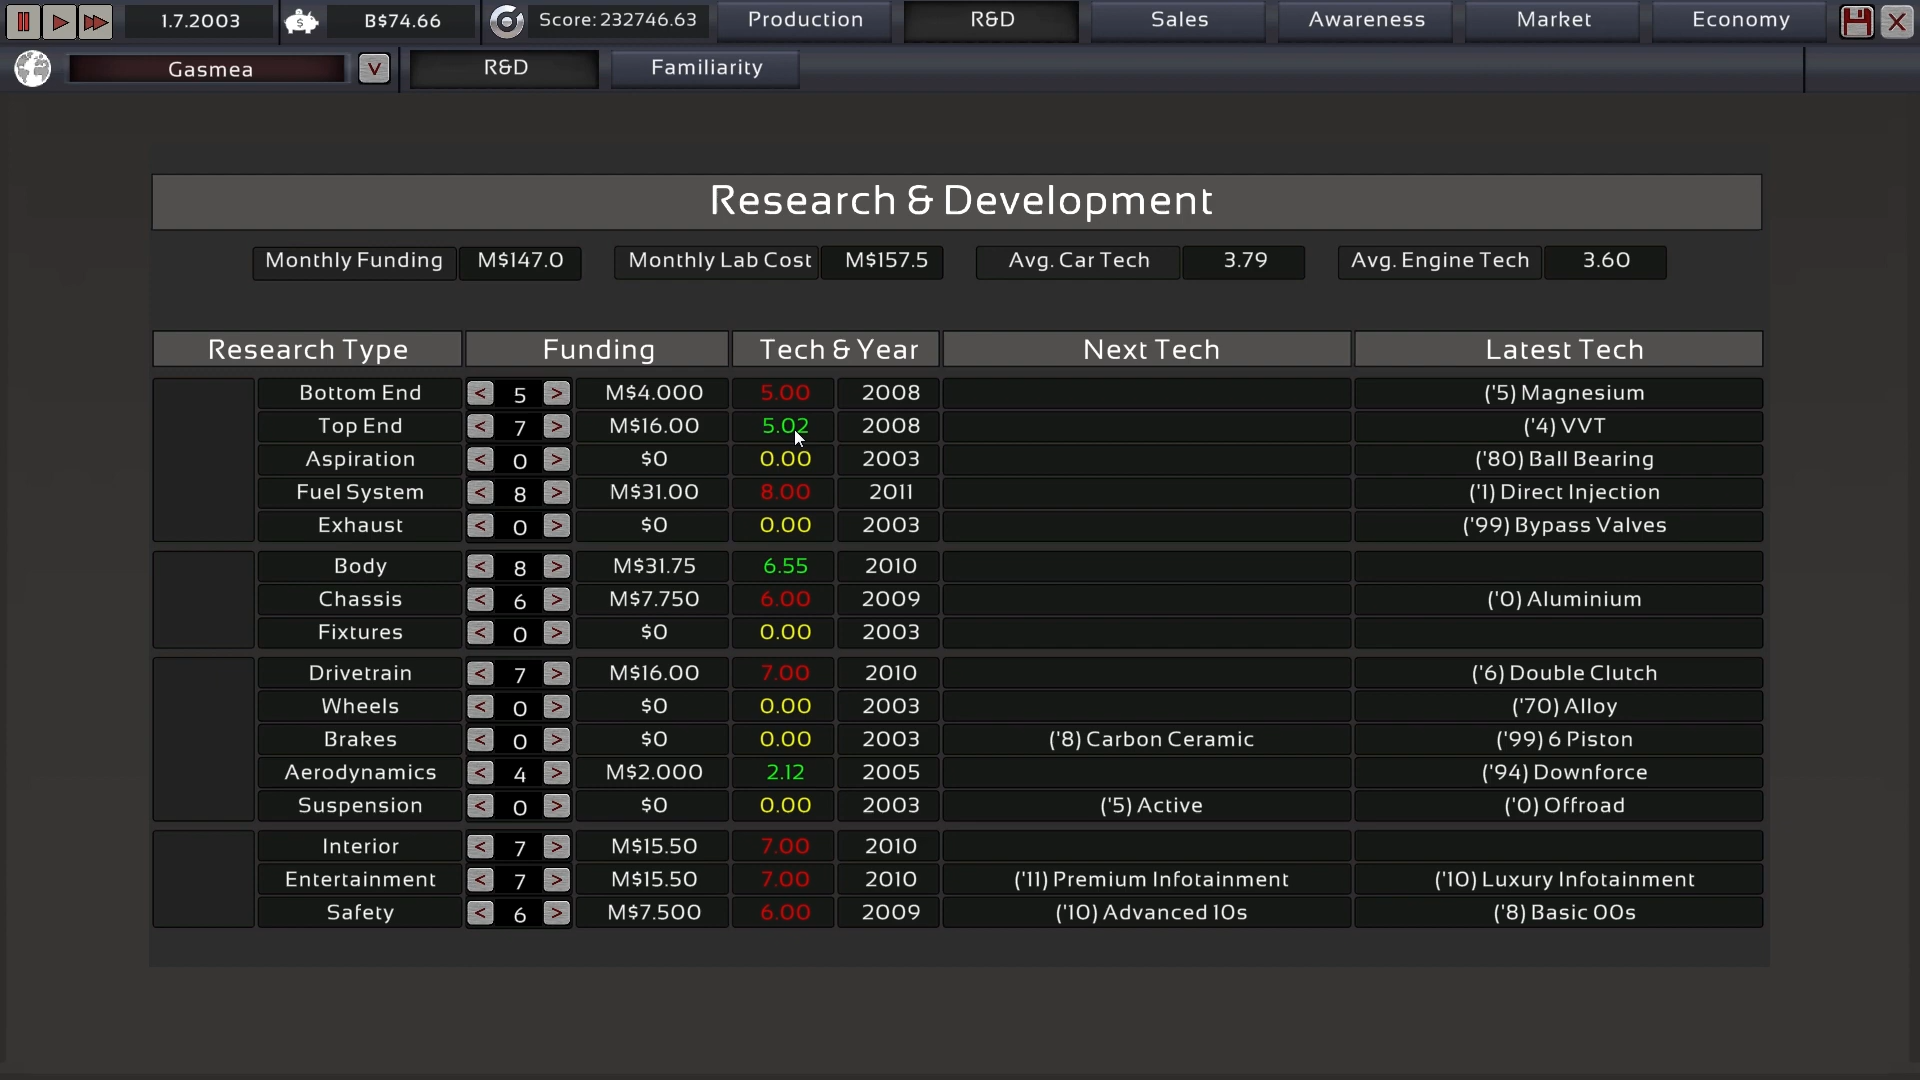 1.7.2003 B$74.66 Score: 232746.63 Production R&D Sales Awareness Market Economy
Gasmea V R&D Familiarity
Research & Development
Monthly Funding M$147.0 Monthly Lab Cost M$157.5 Avg. Car Tech 3.79 Avg. Engine Tech 3.60
Research Type Funding Tech & Year Next Tech Latest Tech
Bottom End < 5 > M$4.000 5.00 2008 ('5) Magnesium
Top End < 7 > M$16.00 5.02 2008 ('4) VVT
Aspiration < 0 > $0 0.00 2003 ('80) Ball Bearing
Fuel System < 8 > M$31.00 8.00 2011 ('1) Direct Injection
Exhaust < 0 > $0 0.00 2003 ('99) Bypass Valves
Body < 8 > M$31.75 6.55 2010
Chassis < 6 > M$7.750 6.00 2009 ('0) Aluminium
Fixtures < 0 > $0 0.00 2003
Drivetrain < 7 > M$16.00 7.00 2010 ('6) Double Clutch
Wheels < 0 > $0 0.00 2003 ('70) Alloy
Brakes < 0 > $0 0.00 2003 ('8) Carbon Ceramic ('99) 6 Piston
Aerodynamics < 4 > M$2.000 2.12 2005 ('94) Downforce
Suspension < 0 > $0 0.00 2003 ('5) Active ('0) Offroad
Interior < 7 > M$15.50 7.00 2010
Entertainment < 7 > M$15.50 7.00 2010 ('11) Premium Infotainment ('10) Luxury Infotainment
Safety < 6 > M$7.500 6.00 2009 ('10) Advanced 10s ('8) Basic 00s